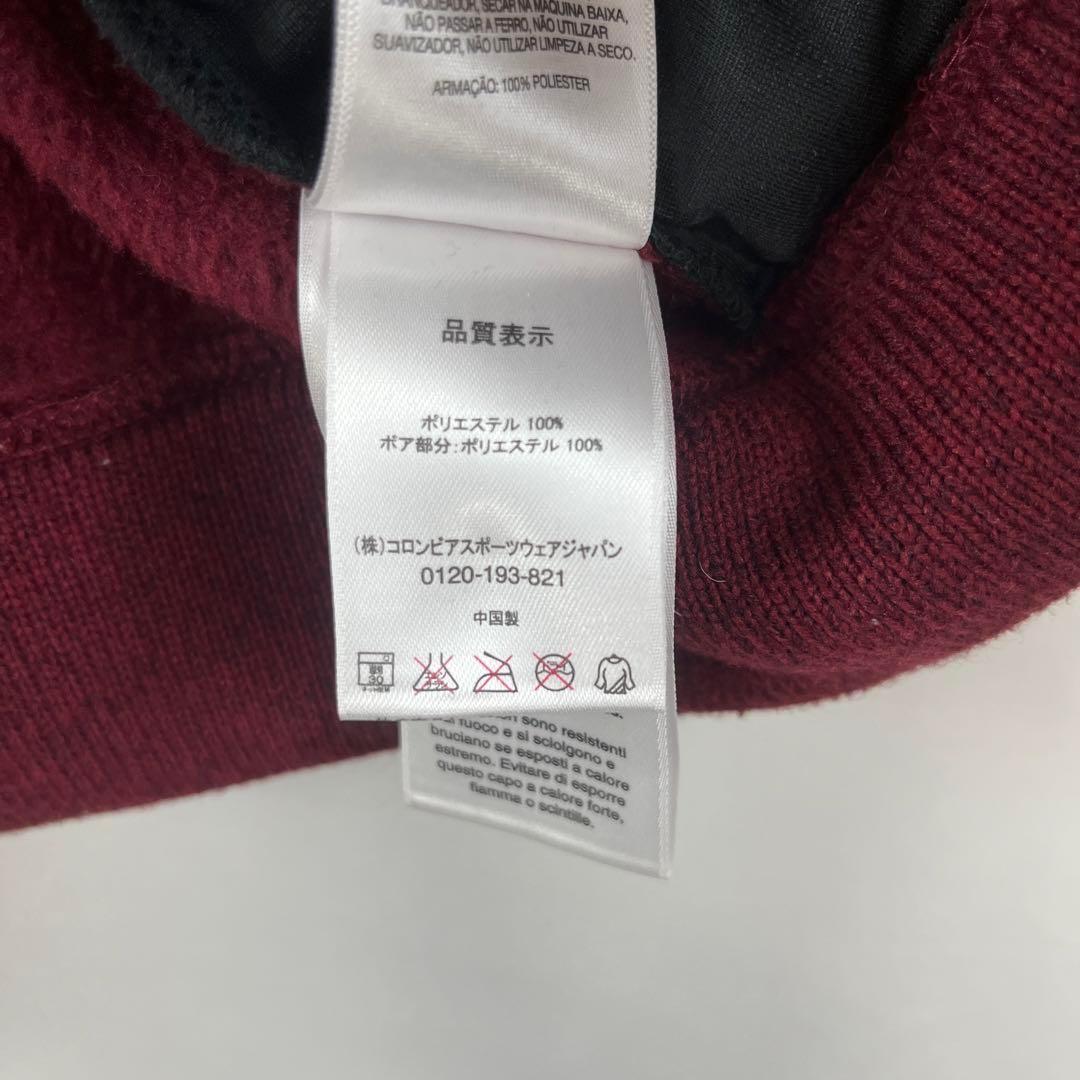 BRANQUEADOR, SECAR NA MÁQUINA BAIXA,
NÃO PASSAR A FERRO, NÃO UTILIZAR
SUAVIZADOR, NÃO UTILIZAR LIMPEZA A SECO.
ARMAÇÃO: 100% POLIESTER
品質表示
ポリエステル 100%
ボア部分:ポリエステル 100%
(株)コロンビアスポーツウェアジャパン
0120-193-821
中国製
30
non sono resistenti
fuoco e si sciolgono e
bruciano se esposti a calore
estremo. Evitare di esporre
questo capo a calore forte,
fiamma o scintille.